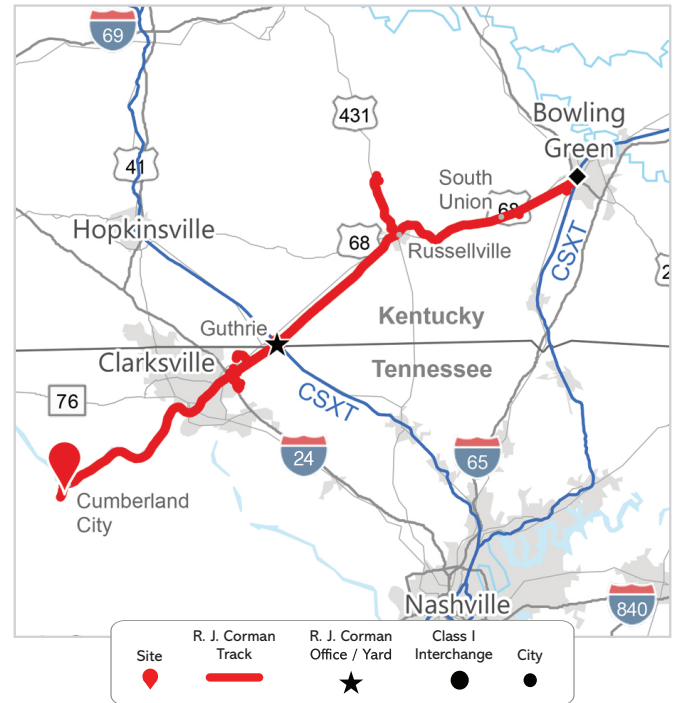 69
431
Bowling
Green
41
South
Union
68
Hopkinsville
68
Russellville
CSXT
2
Guthrie
Kentucky
Clarksville
Tennessee
76
CSXT
24
65
Cumberland
City
Nashville
840
R. J. Corman
Track
R. J. Corman
Office / Yard
Class I
Interchange
Site
City